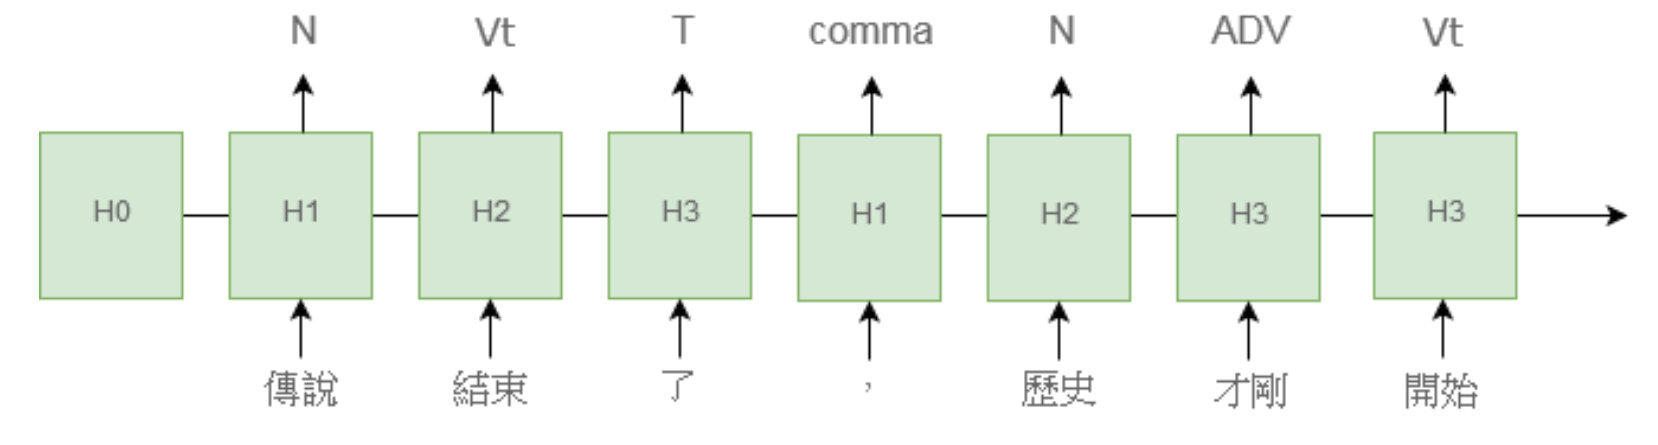 N Vt T comma N ADV Vt
H0 H1 H2 H3 H1 H2 H3 H3
傳說 結束 了 , 歷史 才剛 開始